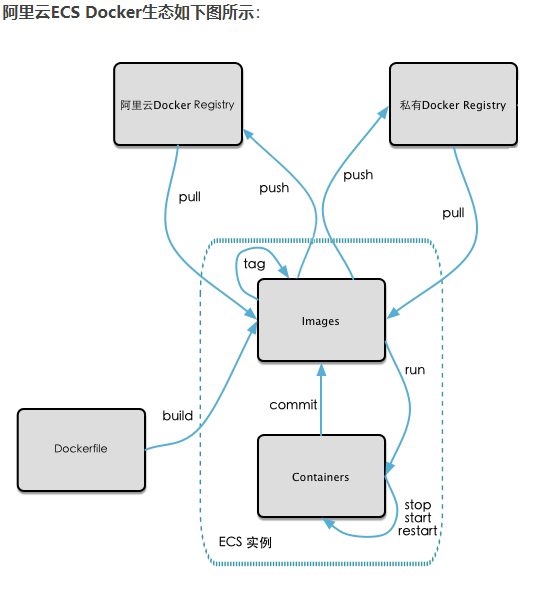 阿里云ECS Docker生态如下图所示：
阿里云Docker Registry
私有Docker Registry
pull
push
push
pull
tag
Images
run
commit
build
Dockerfile
Containers
stop
start
restart
ECS 实例